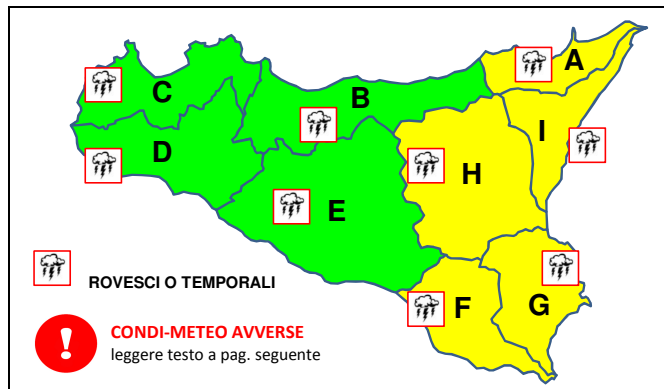 A
B
C
I
D
H
E
F
G
ROVESCI O TEMPORALI
CONDI-METEO AVVERSE
leggere testo a pag. seguente